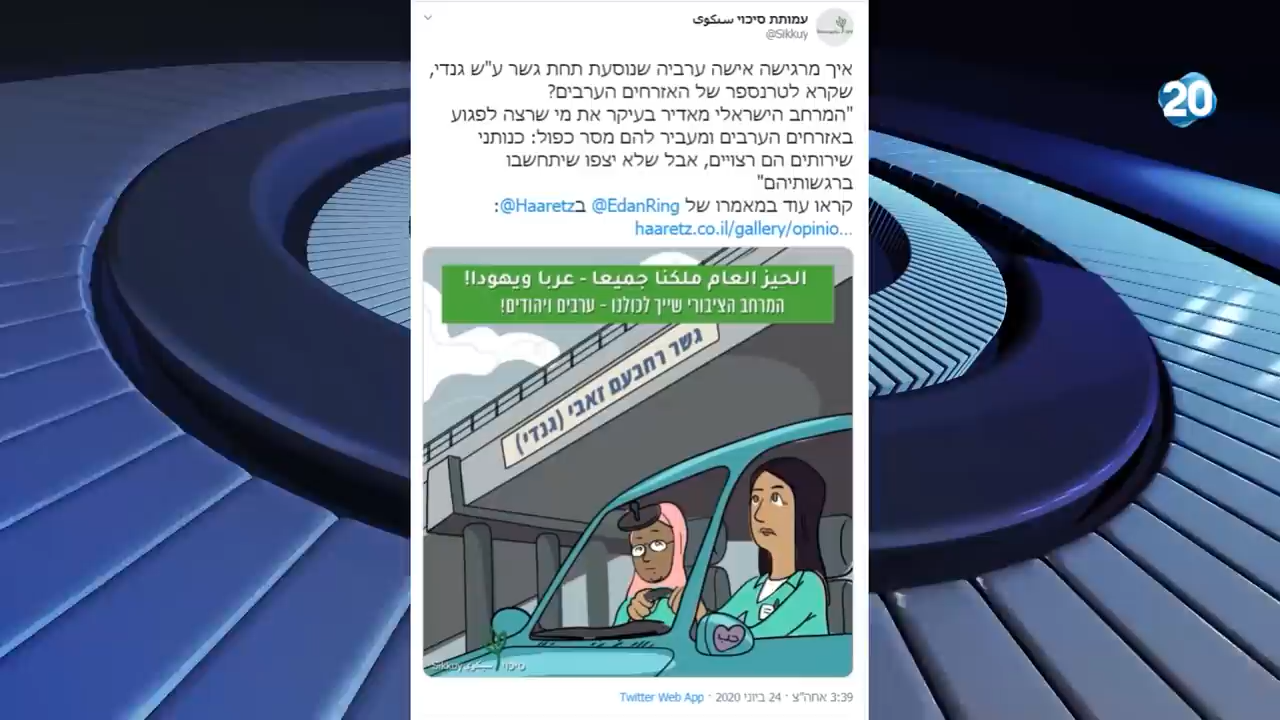 עמותת סיכוי سيكوي
@Sikkuy
איך מרגישה אישה ערביה שנוסעת תחת גשר ע"ש גנדי,
שקרא לטרנספר של האזרחים הערבים?
"המרחב הישראלי מאדיר בעיקר את מי שרצה לפגוע
באזרחים הערבים ומעביר להם מסר כפול: כנותני
שירותים הם רצויים, אבל שלא יצפו שיתחשבו
ברגשותיהם"
קראו עוד במאמרו של @EdanRing ב@Haaretz:
haaretz.co.il/gallery/opinio...
20
الحيز العام ملكنا جميعا - عربا ويهودا!
המרחב הציבורי שייך לכולנו - ערבים ויהודים!
גשר רחבעם זאבי (גנדי)
סיכוי سيكوي Sikkuy
3:39 אחה"צ · 24 ביוני 2020 · Twitter Web App